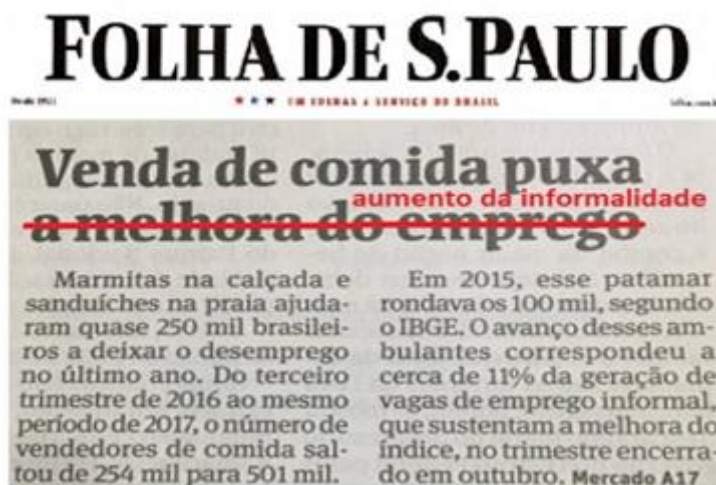 FOLHA DE S.PAULO
UM JORNAL A SERVIÇO DO BRASIL
Venda de comida puxa
aumento da informalidade
a melhora do emprego
Marmitas na calçada e
sanduíches na praia ajuda-
ram quase 250 mil brasilei-
ros a deixar o desemprego
no último ano. Do terceiro
trimestre de 2016 ao mesmo
período de 2017, o número de
vendedores de comida sal-
tou de 254 mil para 501 mil.
Em 2015, esse patamar
rondava os 100 mil, segundo
o IBGE. O avanço desses am-
bulantes correspondeu a
cerca de 11% da geração de
vagas de emprego informal,
que sustentam a melhora do
índice, no trimestre encerra-
do em outubro. Mercado A17